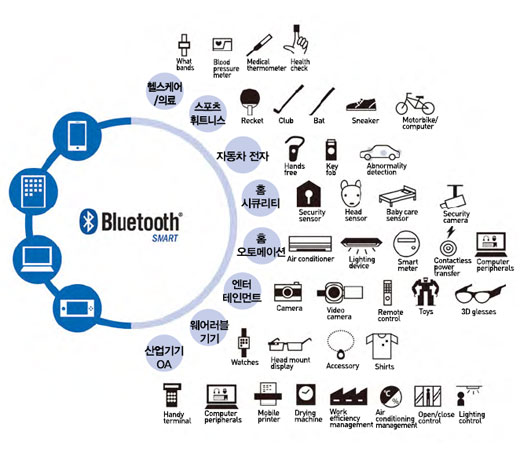 What
bands
Blood
pressure
meter
Medical
thermometer
Health
check
헬스케어
/의료
스포츠
휘트니스
Recket
Club
Bat
Sneaker
Motorbike/
computer
자동차 전자
Hands
free
Key
fob
Abnormality
detection
홈
시큐리티
Security
sensor
Head
sensor
Baby care
sensor
Security
camera
Bluetooth®
SMART
홈
오토메이션
Air conditioner
Lighting
device
Smart
meter
Contactless
power
transfer
Computer
peripherals
엔터
테인먼트
Camera
Video
camera
Remote
control
Toys
3D glesses
웨어러블
기기
Watches
Head mount
display
Accessory
Shirts
산업기기
OA
Handy
terminal
Computer
peripherals
Mobile
printer
Drying
machine
Work
efficiency
management
Air
conditioning
management
°C
%
Open/close
control
Lighting
control